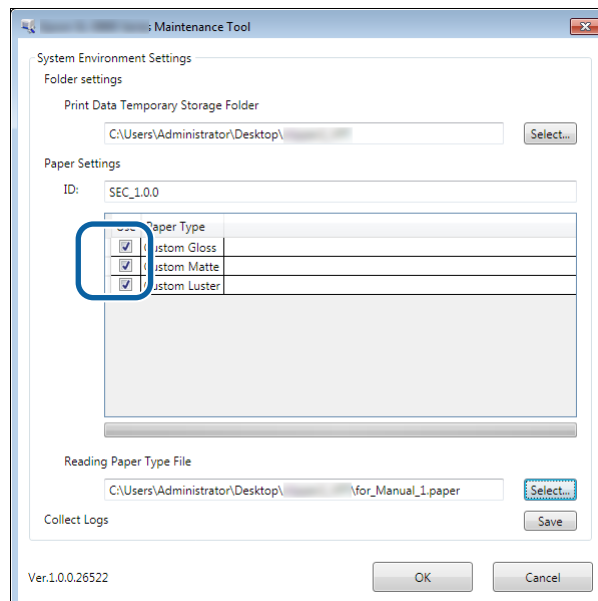 Maintenance Tool
System Environment Settings
Folder settings
Print Data Temporary Storage Folder
C:\Users\Administrator\Desktop\
Select...
Paper Settings
ID:
SEC_1.0.0
Use Paper Type
Custom Gloss
Custom Matte
Custom Luster
Reading Paper Type File
C:\Users\Administrator\Desktop\ \for_Manual_1.paper
Select...
Collect Logs
Save
Ver.1.0.0.26522
OK
Cancel